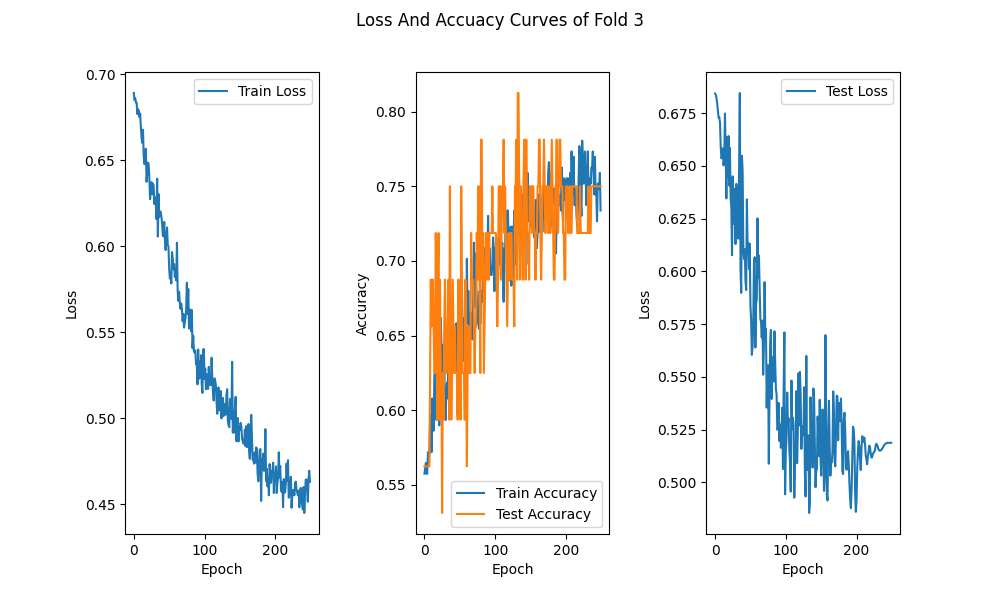 Loss And Accuacy Curves of Fold 3
0.70
0.65
0.60
0.55
0.50
0.45
Loss
0
100
200
Epoch
Train Loss
0.80
0.75
0.70
0.65
0.60
0.55
Accuracy
0
100
200
Epoch
Train Accuracy
Test Accuracy
0.675
0.650
0.625
0.600
0.575
0.550
0.525
0.500
Loss
0
100
200
Epoch
Test Loss